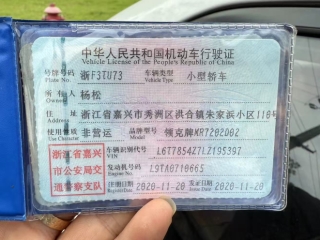 中华人民共和国机动车行驶证
Vehicle License of the People's Republic of China
号牌号码 浙F3TU73 车辆类型 小型轿车
Plate No. Vehicle Type
所有人 杨松
Owner
住址 浙江省嘉兴市秀洲区洪合镇朱家浜小区110号
Address
使用性质 非营运 品牌型号 领克牌MR7202D02
Use Character Model
浙江省嘉兴市公安局交通警察支队
车辆识别代号 L6T7854Z7LZ195397
VIN
发动机号码 L9TA0710665
Engine No.
注册日期 2020-11-20 发证日期 2020-11-20
Register Date Issue Date